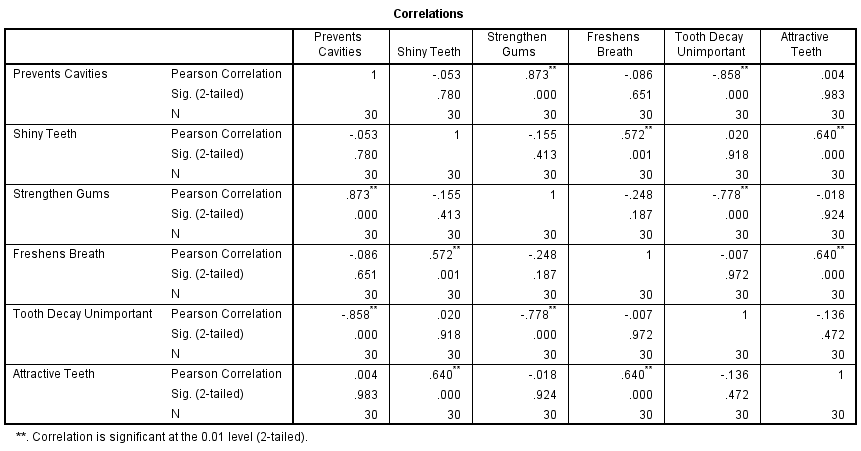 Correlations
Prevents Cavities Shiny Teeth Strengthen Gums Freshens Breath Tooth Decay Unimportant Attractive Teeth
Prevents Cavities Pearson Correlation 1 -.053 .873** -.086 -.858** .004
Sig. (2-tailed) .780 .000 .651 .000 .983
N 30 30 30 30 30 30
Shiny Teeth Pearson Correlation -.053 1 -.155 .572** .020 .640**
Sig. (2-tailed) .780 .413 .001 .918 .000
N 30 30 30 30 30 30
Strengthen Gums Pearson Correlation .873** -.155 1 -.248 -.778** -.018
Sig. (2-tailed) .000 .413 .187 .000 .924
N 30 30 30 30 30 30
Freshens Breath Pearson Correlation -.086 .572** -.248 1 -.007 .640**
Sig. (2-tailed) .651 .001 .187 .972 .000
N 30 30 30 30 30 30
Tooth Decay Unimportant Pearson Correlation -.858** .020 -.778** -.007 1 -.136
Sig. (2-tailed) .000 .918 .000 .972 .472
N 30 30 30 30 30 30
Attractive Teeth Pearson Correlation .004 .640** -.018 .640** -.136 1
Sig. (2-tailed) .983 .000 .924 .000 .472
N 30 30 30 30 30 30
**. Correlation is significant at the 0.01 level (2-tailed).